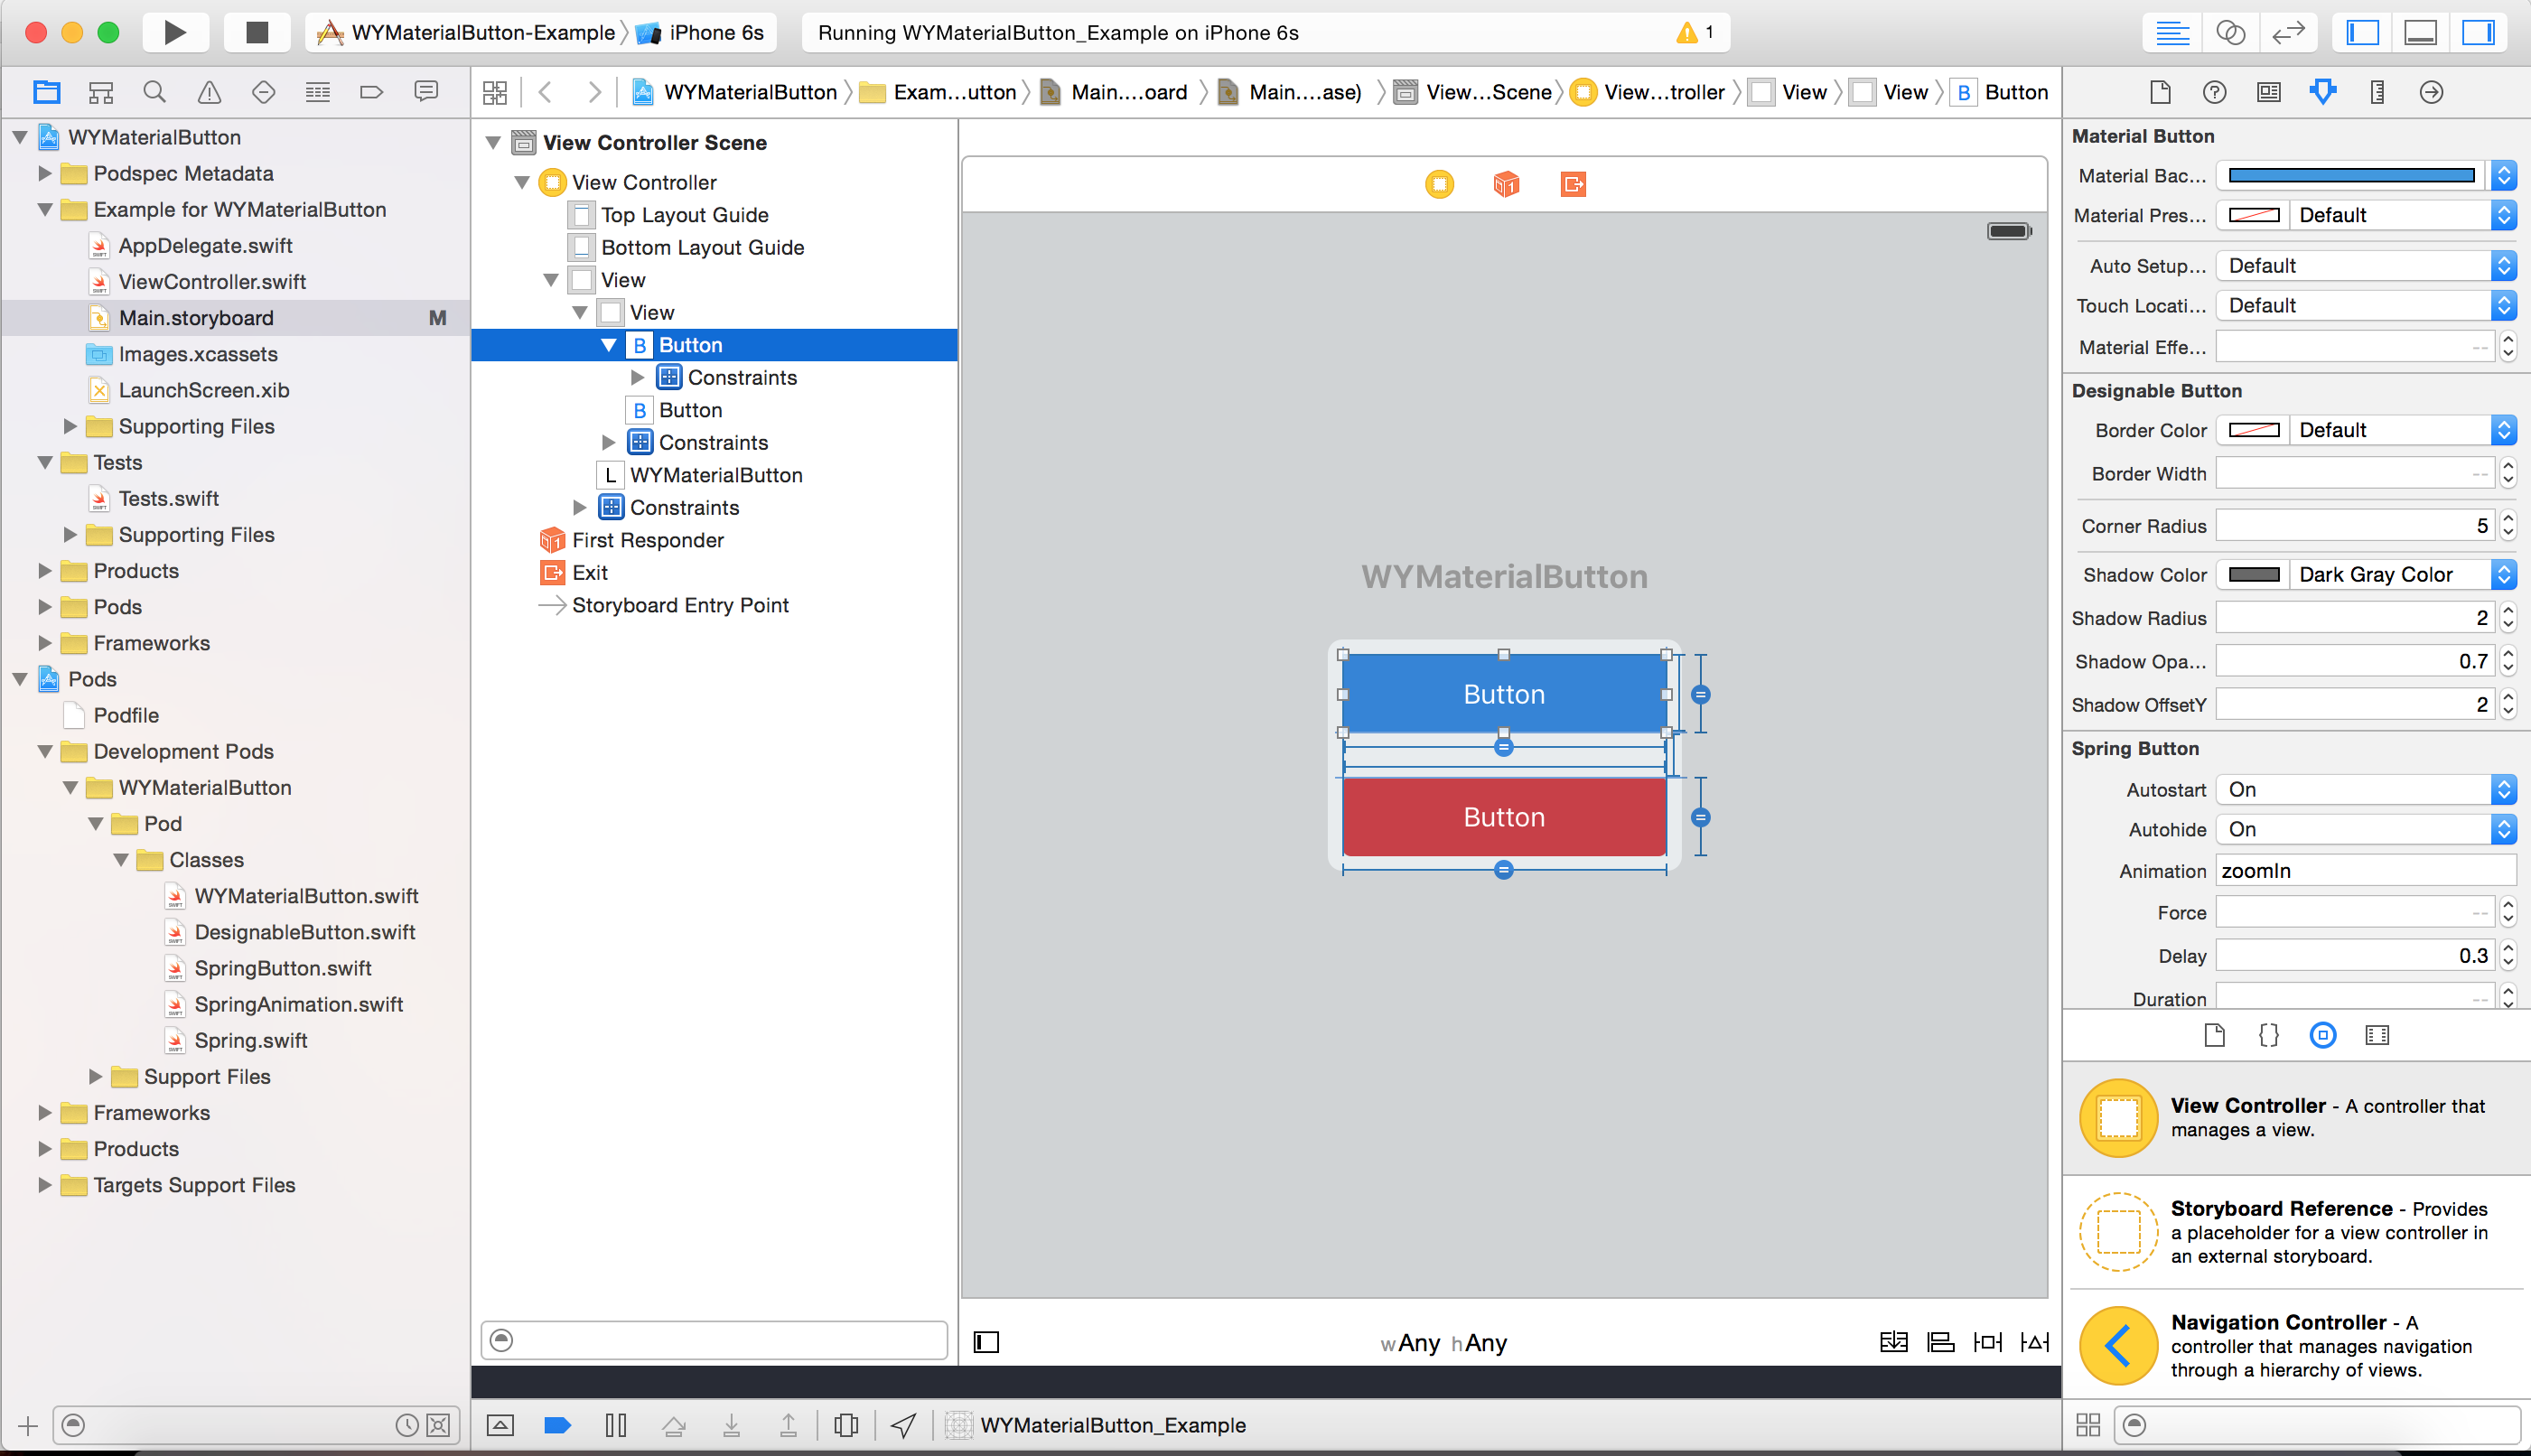 WYMaterialButton-Example
iPhone 6s
Running WYMaterialButton_Example on iPhone 6s
1
WYMaterialButton
Exam...utton
Main....oard
Main....ase)
View...Scene
View...troller
View
View
B Button
WYMaterialButton
Podspec Metadata
Example for WYMaterialButton
AppDelegate.swift
ViewController.swift
Main.storyboard M
Images.xcassets
LaunchScreen.xib
Supporting Files
Tests
Tests.swift
Supporting Files
Products
Pods
Frameworks
Pods
Podfile
Development Pods
WYMaterialButton
Pod
Classes
WYMaterialButton.swift
DesignableButton.swift
SpringButton.swift
SpringAnimation.swift
Spring.swift
Support Files
Frameworks
Products
Targets Support Files
View Controller Scene
View Controller
Top Layout Guide
Bottom Layout Guide
View
View
B Button
Constraints
B Button
Constraints
L WYMaterialButton
Constraints
First Responder
Exit
Storyboard Entry Point
WYMaterialButton
Button
Button
wAny hAny
WYMaterialButton_Example
Material Button
Material Bac...
Material Pres... Default
Auto Setup... Default
Touch Locati... Default
Material Effe... --
Designable Button
Border Color Default
Border Width --
Corner Radius 5
Shadow Color Dark Gray Color
Shadow Radius 2
Shadow Opa... 0.7
Shadow OffsetY 2
Spring Button
Autostart On
Autohide On
Animation zoomIn
Force --
Delay 0.3
Duration --
{}
View Controller - A controller that
manages a view.
Storyboard Reference - Provides
a placeholder for a view controller in
an external storyboard.
Navigation Controller - A
controller that manages navigation
through a hierarchy of views.